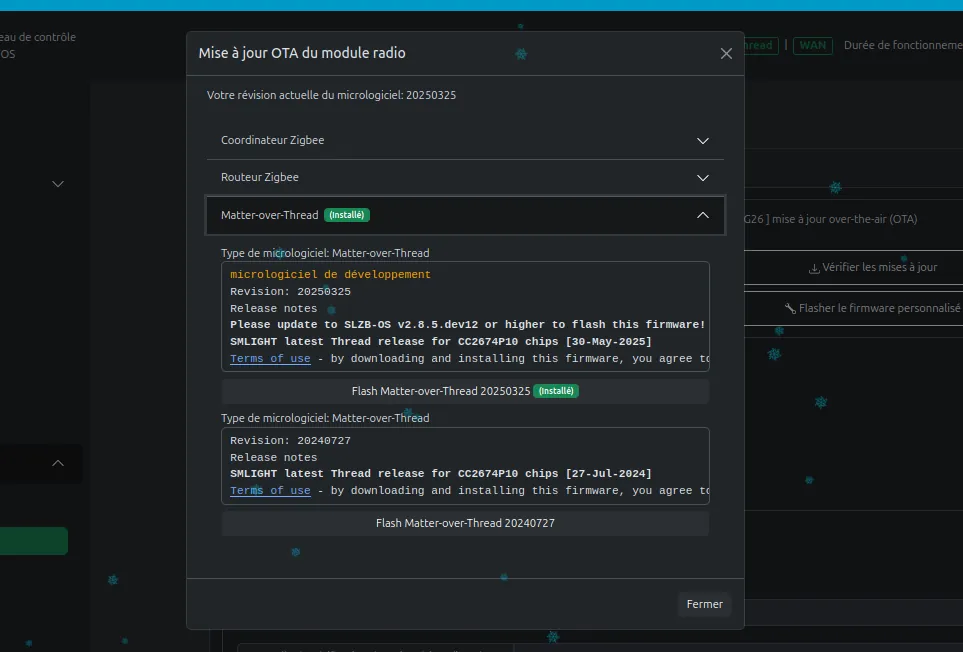 eau de contrôle
OS
Mise à jour OTA du module radio
hread | WAN Durée de fonctionneme
Votre révision actuelle du micrologiciel: 20250325
Coordinateur Zigbee
Routeur Zigbee
Matter-over-Thread (Installé)
G26 ] mise à jour over-the-air (OTA)
Type de micrologiciel: Matter-over-Thread
micrologiciel de développement
Vérifier les mises à jour
Revision: 20250325
Release notes
Flasher le firmware personnalisé
Please update to SLZB-OS v2.8.5.dev12 or higher to flash this firmware!
SMLIGHT latest Thread release for CC2674P10 chips [30-May-2025]
Terms of use - by downloading and installing this firmware, you agree to
Flash Matter-over-Thread 20250325 (Installé)
Type de micrologiciel: Matter-over-Thread
Revision: 20240727
Release notes
SMLIGHT latest Thread release for CC2674P10 chips [27-Jul-2024]
Terms of use - by downloading and installing this firmware, you agree to
Flash Matter-over-Thread 20240727
Fermer